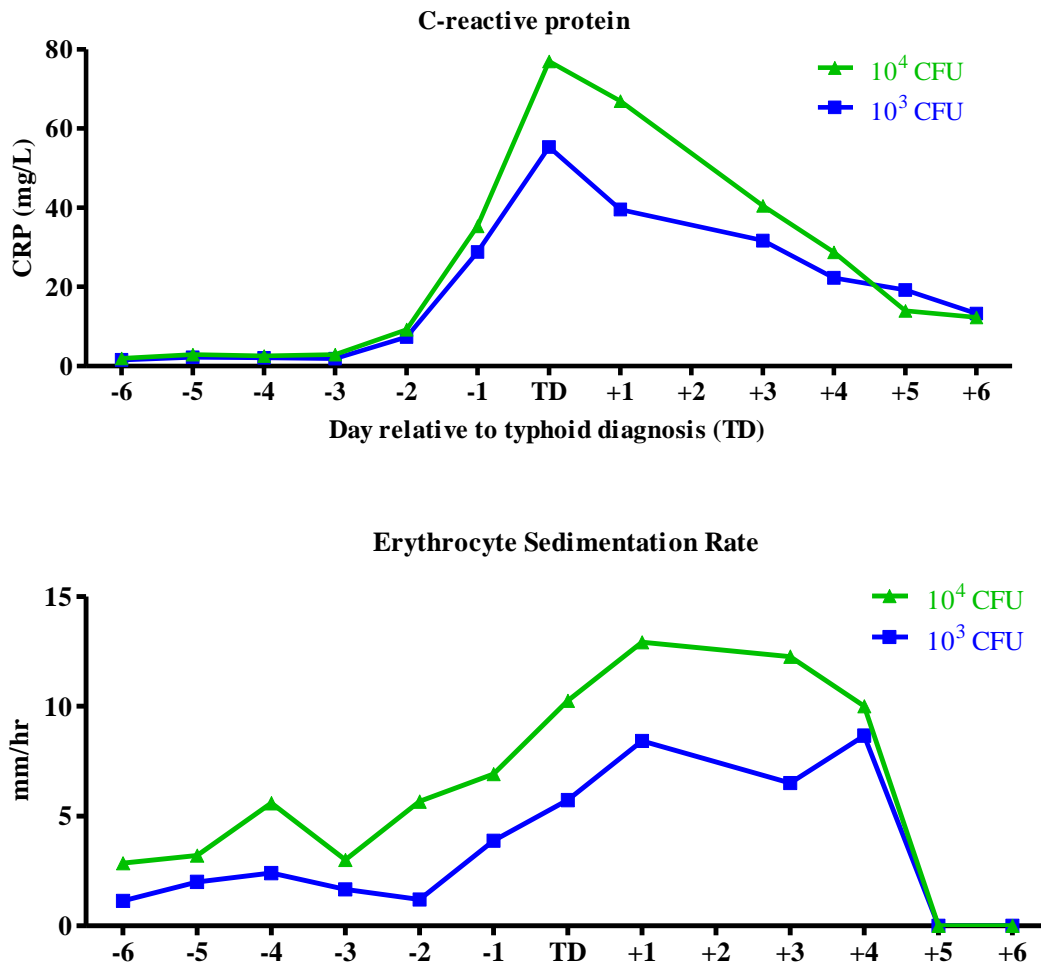 C-reactive protein
80
60
40
20
0
CRP (mg/L)
10⁴ CFU
10³ CFU
-6 -5 -4 -3 -2 -1 TD +1 +2 +3 +4 +5 +6
Day relative to typhoid diagnosis (TD)
Erythrocyte Sedimentation Rate
15
10
5
0
mm/hr
10⁴ CFU
10³ CFU
-6 -5 -4 -3 -2 -1 TD +1 +2 +3 +4 +5 +6